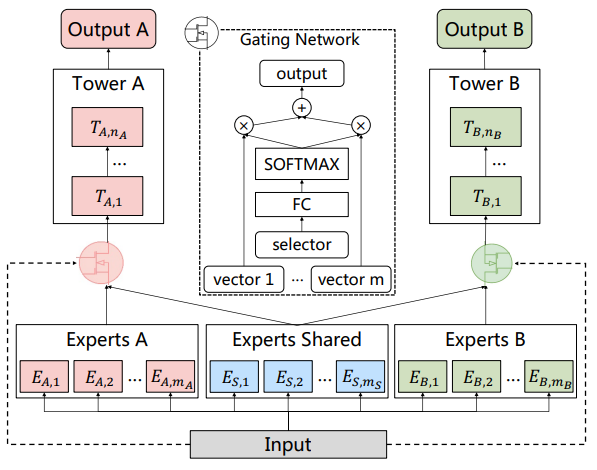 Output A
Gating Network
Output B
Tower A
output
Tower B
T_{A,n_A}
× + ×
T_{B,n_B}
...
SOFTMAX
...
T_{A,1}
FC
T_{B,1}
selector
vector 1 ... vector m
Experts A
Experts Shared
Experts B
E_{A,1} E_{A,2} ... E_{A,m_A}
E_{S,1} E_{S,2} ... E_{S,m_S}
E_{B,1} E_{B,2} ... E_{B,m_B}
Input